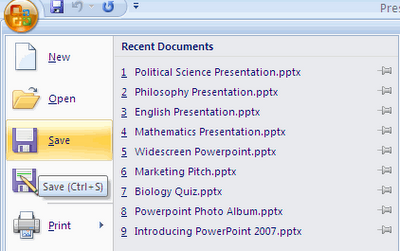 Pres
New
Open
Save
Save (Ctrl+S)
Print
Recent Documents
1 Political Science Presentation.pptx
2 Philosophy Presentation.pptx
3 English Presentation.pptx
4 Mathematics Presentation.pptx
5 Widescreen Powerpoint.pptx
6 Marketing Pitch.pptx
7 Biology Quiz.pptx
8 Powerpoint Photo Album.pptx
9 Introducing PowerPoint 2007.pptx